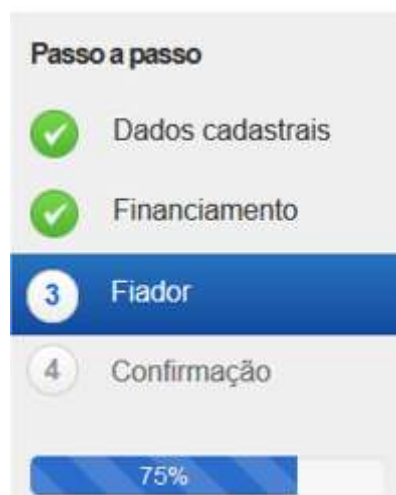 Passo a passo
Dados cadastrais
Financiamento
3 Fiador
4 Confirmação
75%